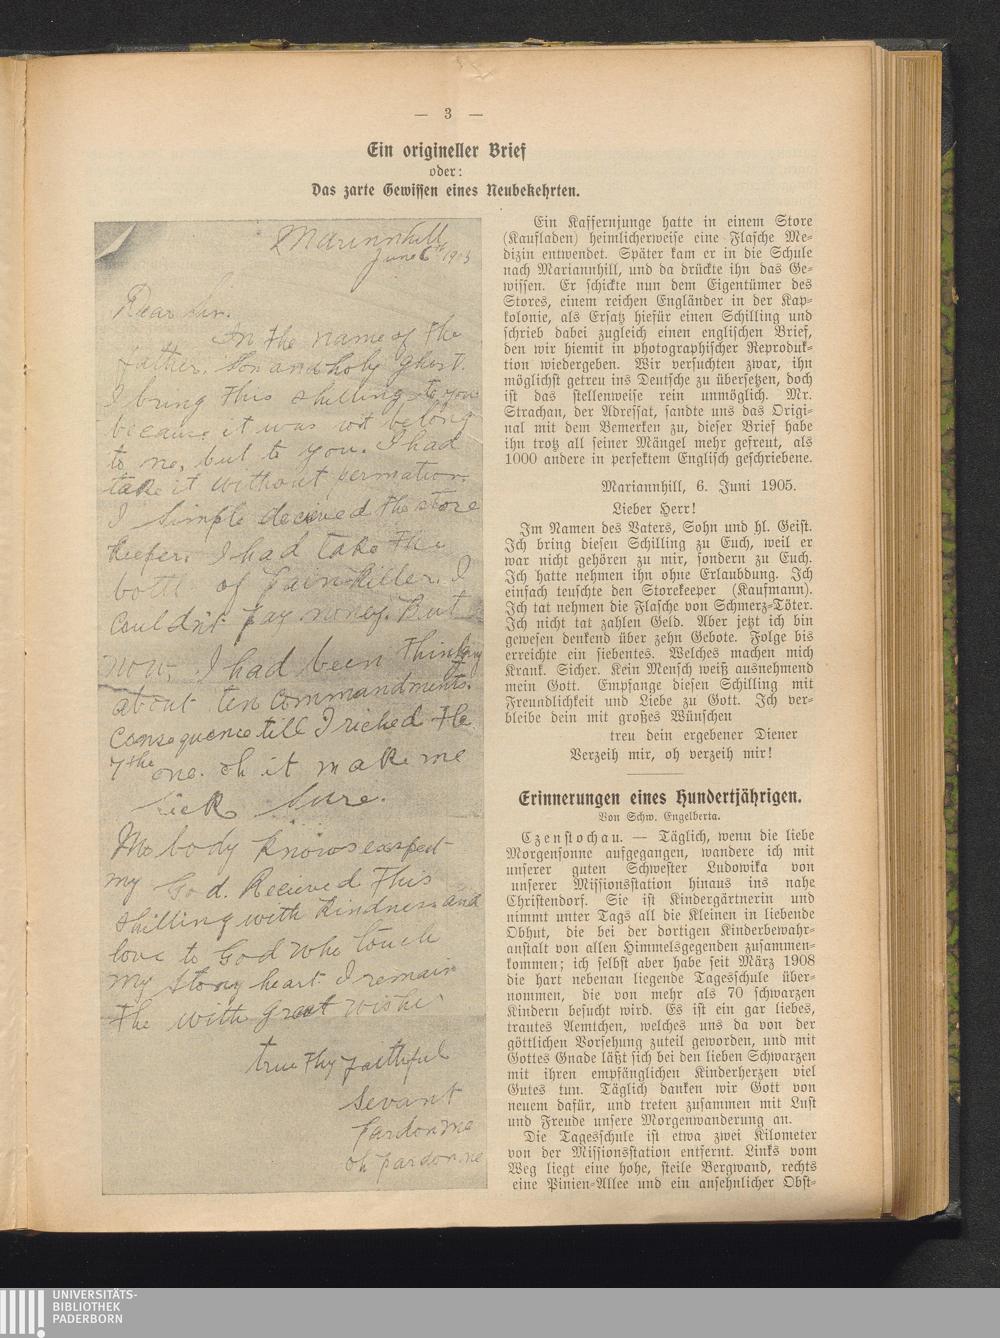 — 3 —
Ein origineller Brief
oder:
Das zarte Gewissen eines Neubekehrten.
Mariannhill
June 6th 1905
Dear Sir.
In the name of the
father. Son and holy ghost.
I bring this shilling to you
because it was not belong
to me, but to you. I had
take it without permation.
I simple decieved the store
keeper. I had take the
bottl of Pain-Killer. I
couldn't pay money. But
now, I had been thinking
about ten commandments.
Consequence till I riched the
7the one. oh it make me
sick Sure.
No body knows exspect
my God. Recieved This
shilling with kindness and
love to God who touch
my stony heart. I remain
the with great wishe
true Thy faithful
Sevant
Pardon me
oh pardon me
Ein Kaffernjunge hatte in einem Store
(Kaufladen) heimlicherweise eine Flasche Me-
dizin entwendet. Später kam er in die Schule
nach Mariannhill, und da drückte ihn das Ge-
wissen. Er schickte nun dem Eigentümer des
Stores, einem reichen Engländer in der Kap-
kolonie, als Ersatz hiefür einen Schilling und
schrieb dabei zugleich einen englischen Brief,
den wir hiemit in photographischer Reproduk-
tion wiedergeben. Wir versuchten zwar, ihn
möglichst getreu ins Deutsche zu übersetzen, doch
ist das stellenweise rein unmöglich. Mr.
Strachan, der Adressat, sandte uns das Origi-
nal mit dem Bemerken zu, dieser Brief habe
ihn trotz all seiner Mängel mehr gefreut, als
1000 andere in perfektem Englisch geschriebene.
Mariannhill, 6. Juni 1905.
Lieber Herr!
Im Namen des Vaters, Sohn und hl. Geist.
Ich bring diesen Schilling zu Euch, weil er
war nicht gehören zu mir, sondern zu Euch.
Ich hatte nehmen ihn ohne Erlaubdung. Ich
einfach teuschte den Storekeeper (Kaufmann).
Ich tat nehmen die Flasche von Schmerz-Töter.
Ich nicht tat zahlen Geld. Aber jetzt ich bin
gewesen denkend über zehn Gebote. Folge bis
erreichte ein siebentes. Welches machen mich
krank. Sicher. Kein Mensch weiß ausnehmend
mein Gott. Empfange diesen Schilling mit
Freundlichkeit und Liebe zu Gott. Ich ver-
bleibe dein mit großes Wünschen
treu dein ergebener Diener
Verzeih mir, oh verzeih mir!
Erinnerungen eines Hundertjährigen.
Von Schw. Engelberta.
Czenstochau. — Täglich, wenn die liebe
Morgensonne aufgegangen, wandere ich mit
unserer guten Schwester Ludowika von
unserer Missionsstation hinaus ins nahe
Christendorf. Sie ist Kindergärtnerin und
nimmt unter Tags all die Kleinen in liebende
Obhut, die bei der dortigen Kinderbewahr-
anstalt von allen Himmelsgegenden zusammen-
kommen; ich selbst aber habe seit März 1908
die hart nebenan liegende Tagesschule über-
nommen, die von mehr als 70 schwarzen
Kindern besucht wird. Es ist ein gar liebes,
trautes Aemtchen, welches uns da von der
göttlichen Vorsehung zuteil geworden, und mit
Gottes Gnade läßt sich bei den lieben Schwarzen
mit ihren empfänglichen Kinderherzen viel
Gutes tun. Täglich danken wir Gott von
neuem dafür, und treten zusammen mit Lust
und Freude unsere Morgenwanderung an.
Die Tagesschule ist etwa zwei Kilometer
von der Missionsstation entfernt. Links vom
Weg liegt eine hohe, steile Bergwand, rechts
eine Pinien-Allee und ein ansehnlicher Obst-
UNIVERSITÄTS-
BIBLIOTHEK
PADERBORN